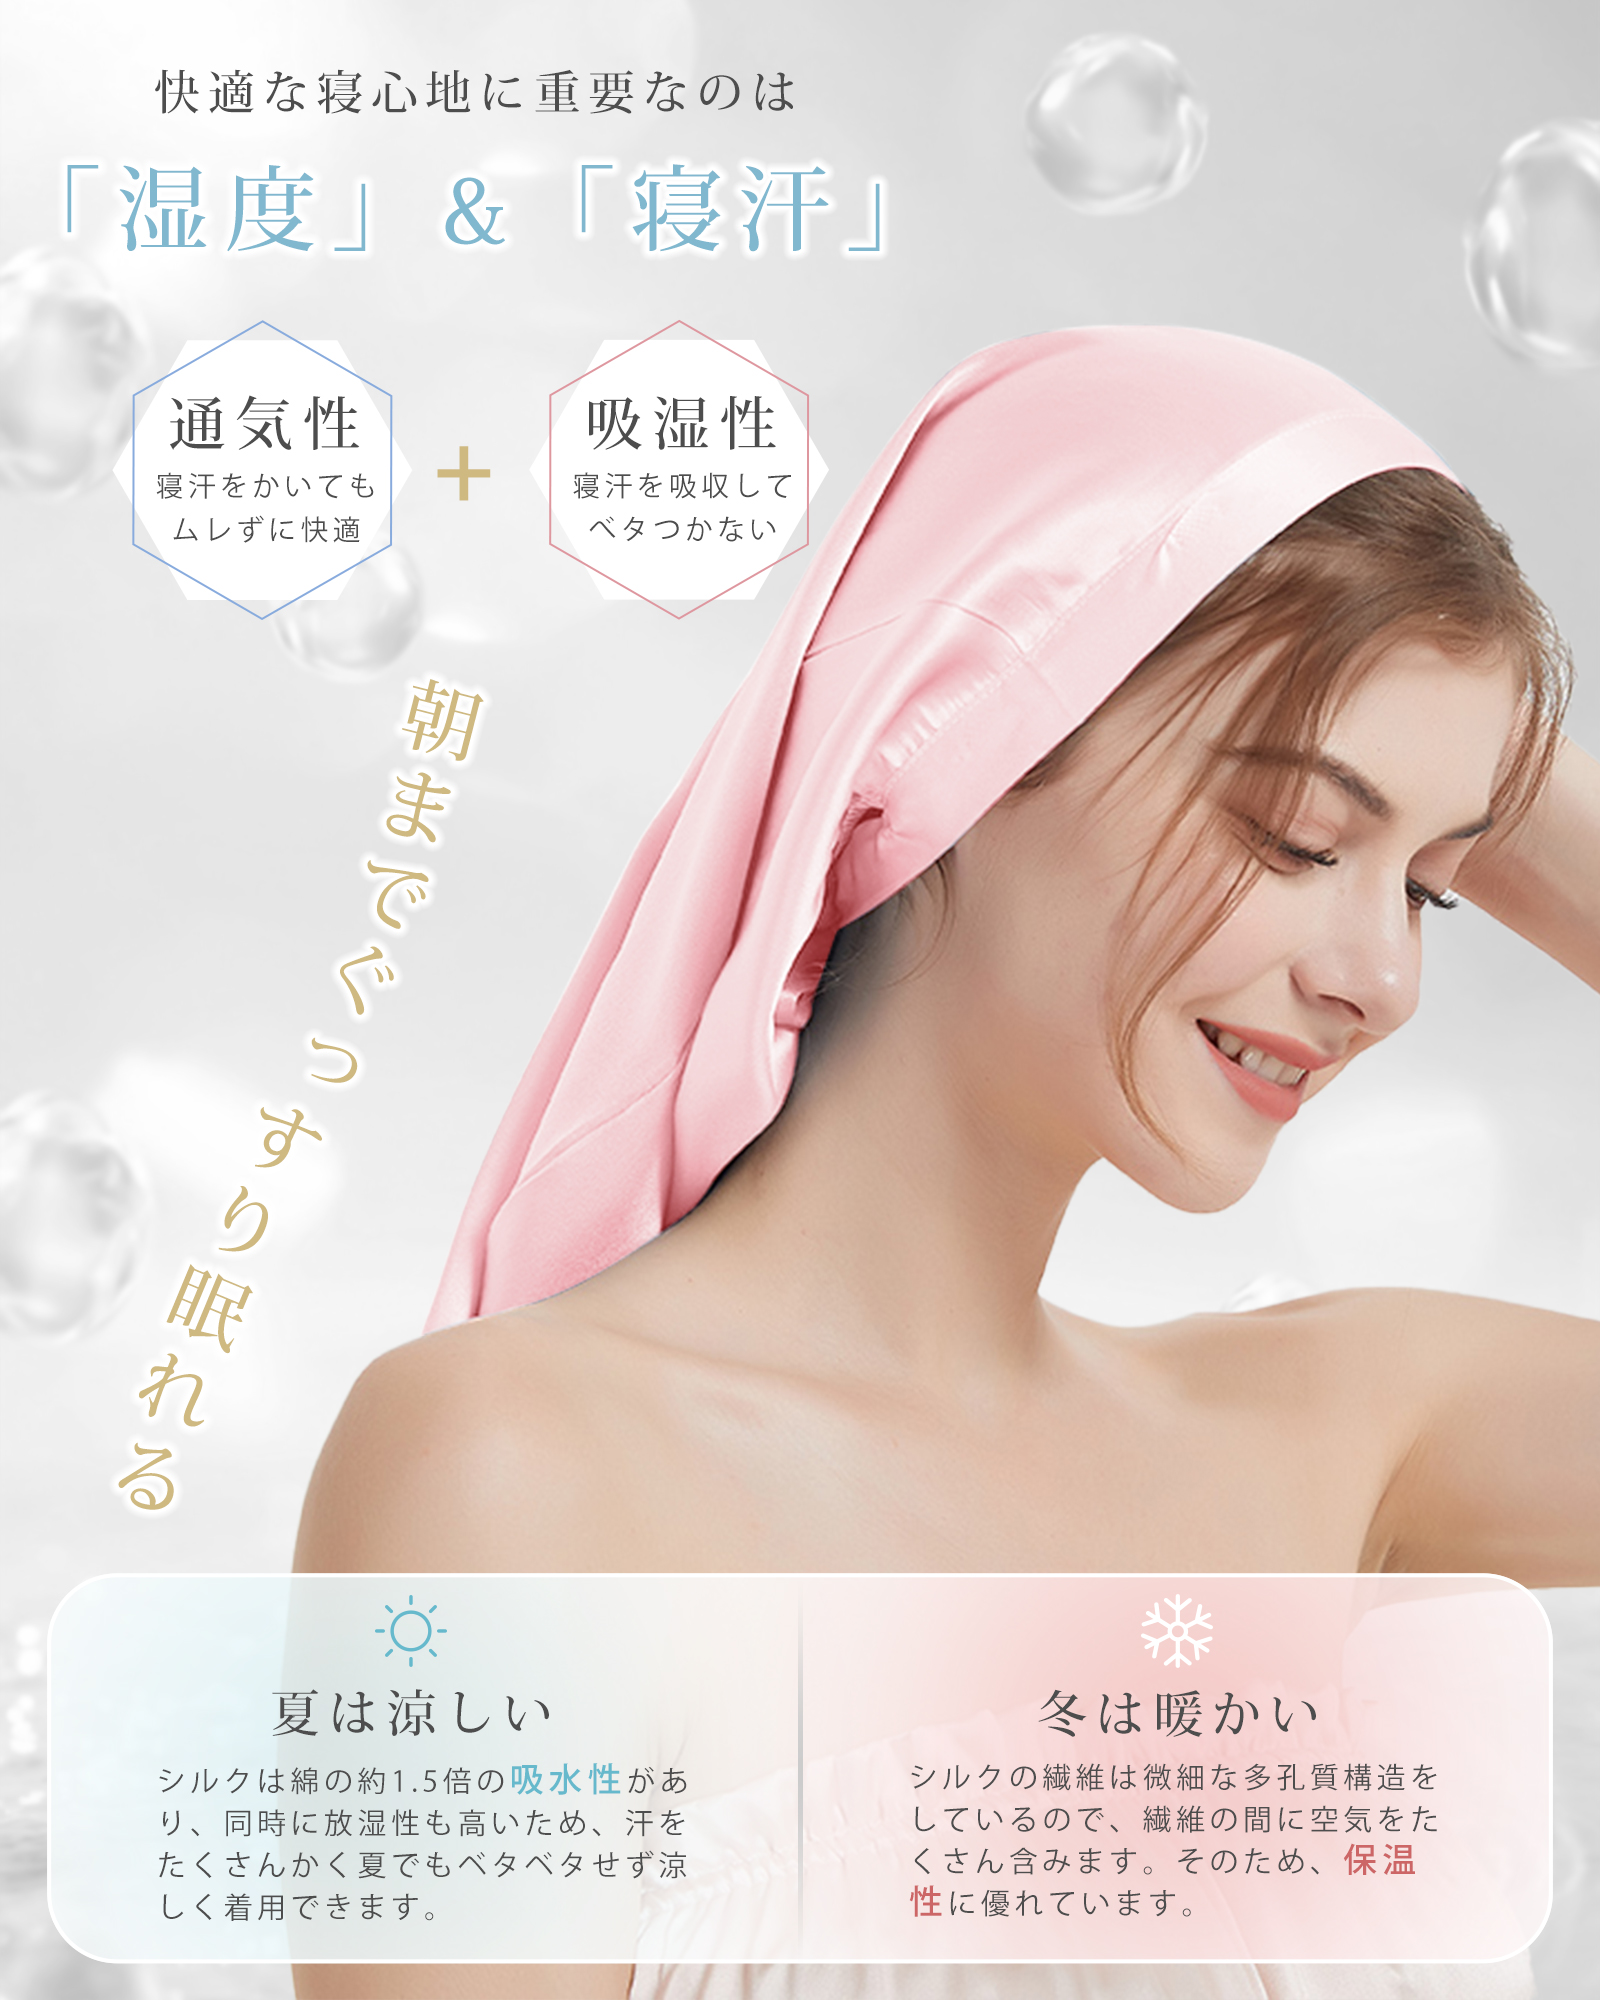 快適な寝心地に重要なのは
「湿度」&「寝汗」
通気性
寝汗をかいても
ムレずに快適
+
吸湿性
寝汗を吸収して
ベタつかない
朝までぐっすり眠れる
夏は涼しい
シルクは綿の約1.5倍の吸水性があ
り、同時に放湿性も高いため、汗を
たくさんかく夏でもベタベタせず涼
しく着用できます。
冬は暖かい
シルクの繊維は微細な多孔質構造を
しているので、繊維の間に空気をた
くさん含みます。そのため、保温
性に優れています。